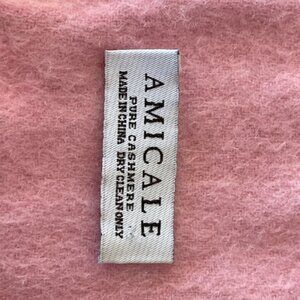 AMICALE
PURE CASHMERE
MADE IN CHINA DRY CLEAN ONLY